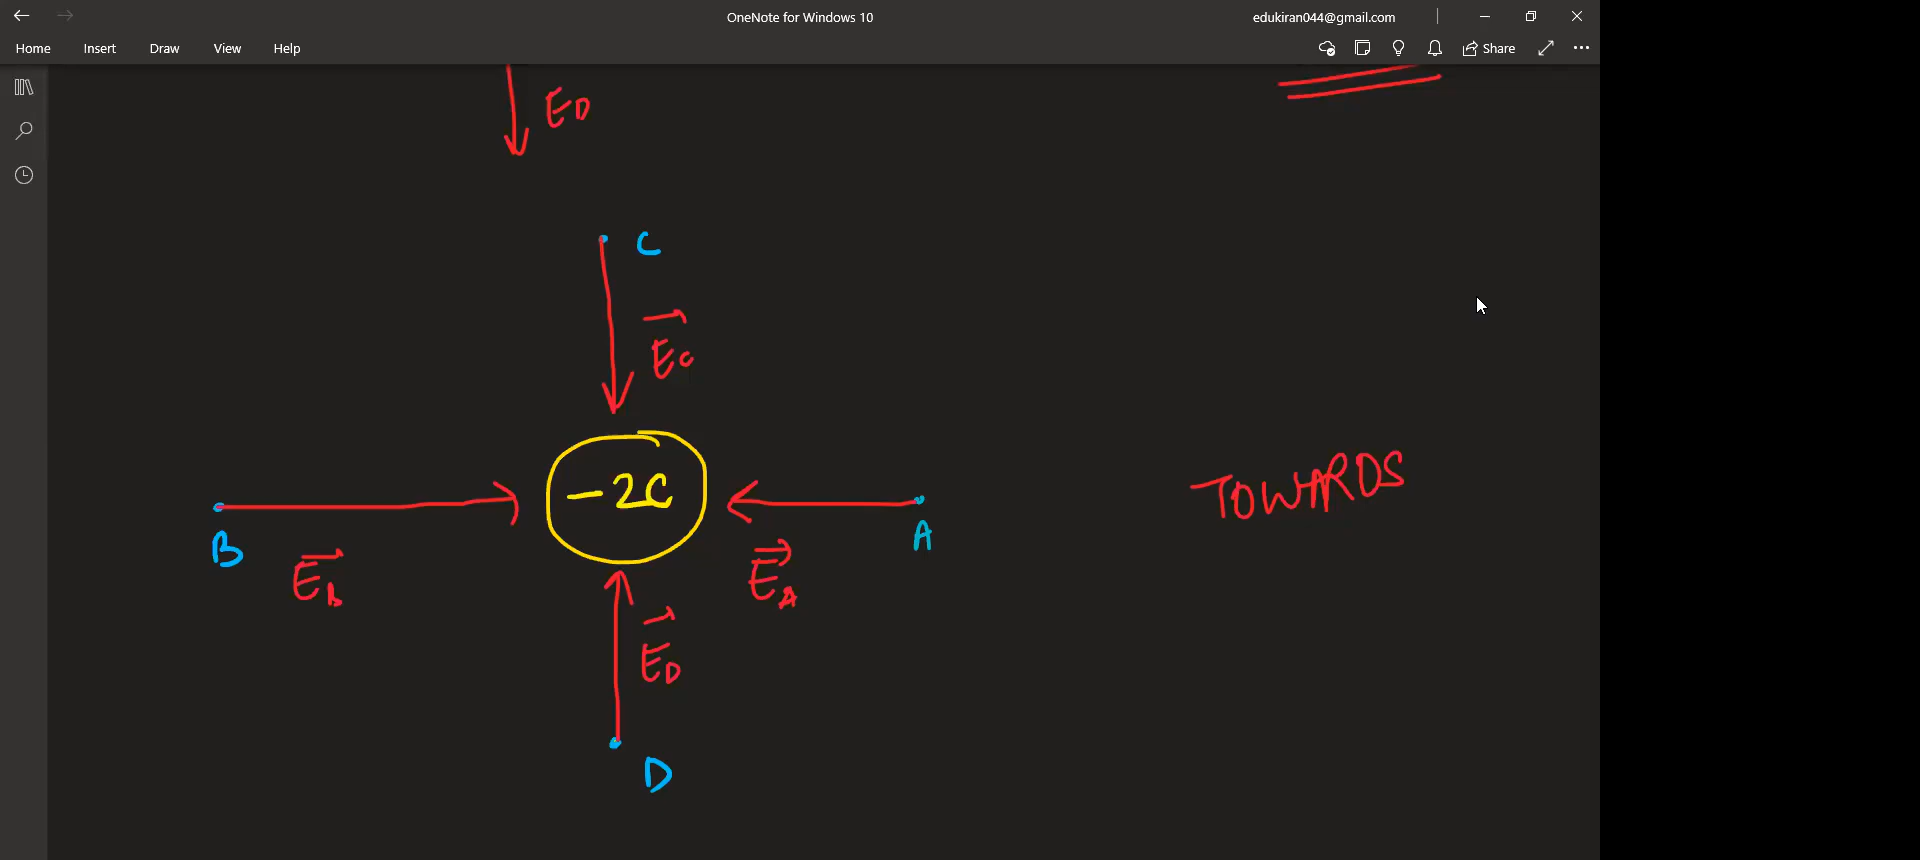 OneNote for Windows 10
edukiran044@gmail.com
Home Insert Draw View Help
Share
ED
C
EC
-2C
TOWARDS
B
A
EB
EA
ED
D